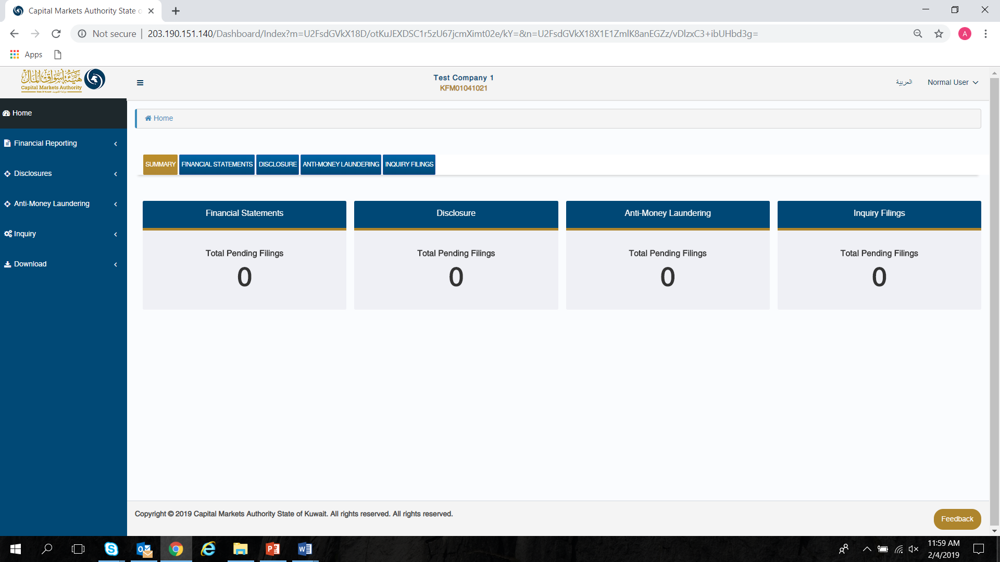 Capital Markets Authority State o
Not secure | 203.190.151.140/Dashboard/Index?m=U2FsdGVkX18D/otKuJEXDSC1r5zU67jcmXimt02e/kY=&n=U2FsdGVkX18X1E1ZmlK8anEGZz/vDlzxC3+ibUHbd3g=
A
Apps
هيئة أسواق المال
Capital Markets Authority
State Of Kuwait دولة الكويت
Test Company 1
KFM01041021
العربية
Normal User
Home
Financial Reporting
Disclosures
Anti-Money Laundering
Inquiry
Download
Home
SUMMARY FINANCIAL STATEMENTS DISCLOSURE ANTI-MONEY LAUNDERING INQUIRY FILINGS
Financial Statements
Total Pending Filings
0
Disclosure
Total Pending Filings
0
Anti-Money Laundering
Total Pending Filings
0
Inquiry Filings
Total Pending Filings
0
Copyright © 2019 Capital Markets Authority State of Kuwait. All rights reserved. All rights reserved.
Feedback
11:59 AM
2/4/2019